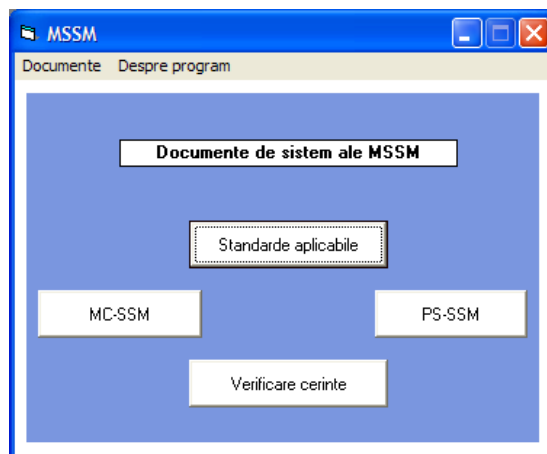 MSSM
Documente Despre program
Documente de sistem ale MSSM
Standarde aplicabile
MC-SSM PS-SSM
Verificare cerinte